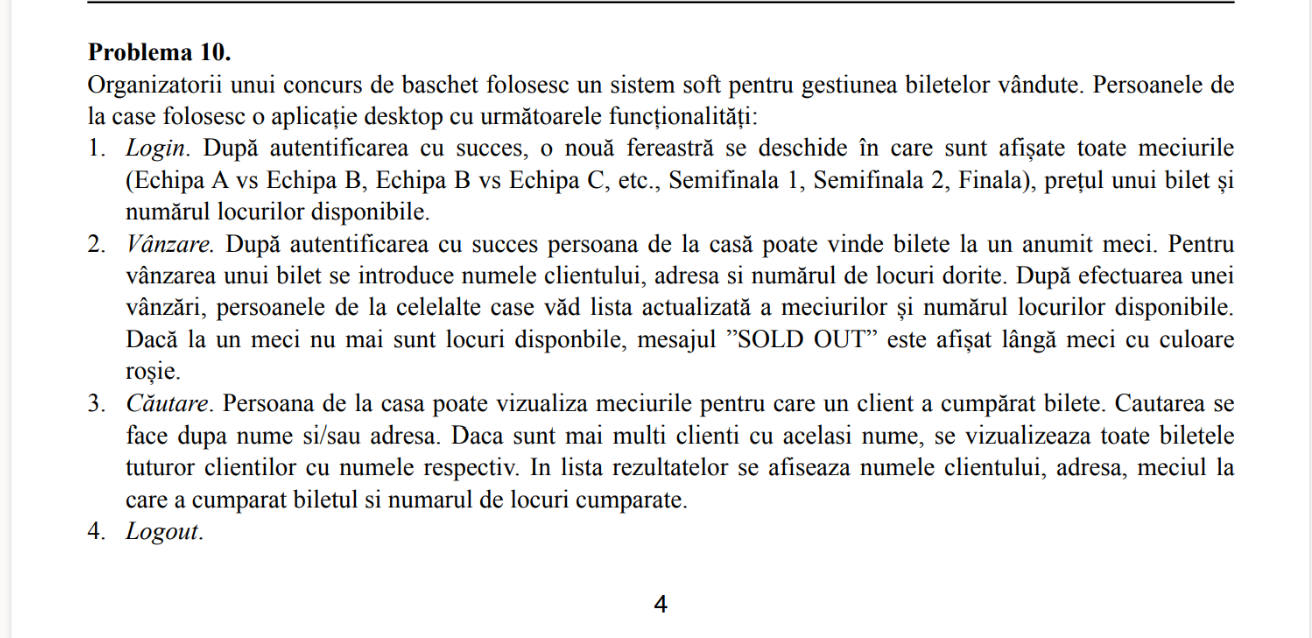 Problema 10.
Organizatorii unui concurs de baschet folosesc un sistem soft pentru gestiunea biletelor vândute. Persoanele de
la case folosesc o aplicație desktop cu următoarele funcționalități:
1. Login. După autentificarea cu succes, o nouă fereastră se deschide în care sunt afișate toate meciurile
(Echipa A vs Echipa B, Echipa B vs Echipa C, etc., Semifinala 1, Semifinala 2, Finala), prețul unui bilet și
numărul locurilor disponibile.
2. Vânzare. După autentificarea cu succes persoana de la casă poate vinde bilete la un anumit meci. Pentru
vânzarea unui bilet se introduce numele clientului, adresa si numărul de locuri dorite. După efectuarea unei
vânzări, persoanele de la celelalte case văd lista actualizată a meciurilor și numărul locurilor disponibile.
Dacă la un meci nu mai sunt locuri disponbile, mesajul ”SOLD OUT” este afișat lângă meci cu culoare
roșie.
3. Căutare. Persoana de la casa poate vizualiza meciurile pentru care un client a cumpărat bilete. Cautarea se
face dupa nume si/sau adresa. Daca sunt mai multi clienti cu acelasi nume, se vizualizeaza toate biletele
tuturor clientilor cu numele respectiv. In lista rezultatelor se afiseaza numele clientului, adresa, meciul la
care a cumparat biletul si numarul de locuri cumparate.
4. Logout.
4